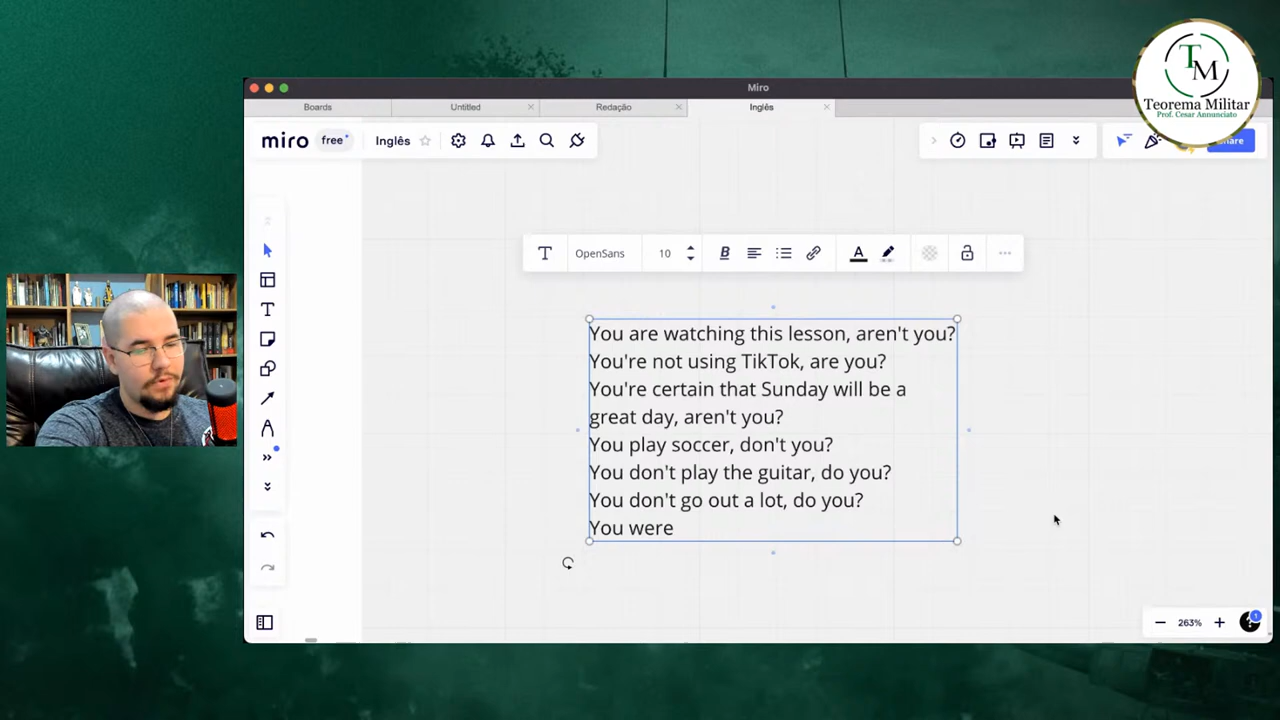 TM
Teorema Militar
Prof. Cesar Annunciato
Miro
Boards
Untitled
Redação
Inglês
miro
free
Inglês
Share
OpenSans
10
B
A
You are watching this lesson, aren't you?
You're not using TikTok, are you?
You're certain that Sunday will be a
great day, aren't you?
You play soccer, don't you?
You don't play the guitar, do you?
You don't go out a lot, do you?
You were
263%
?
1